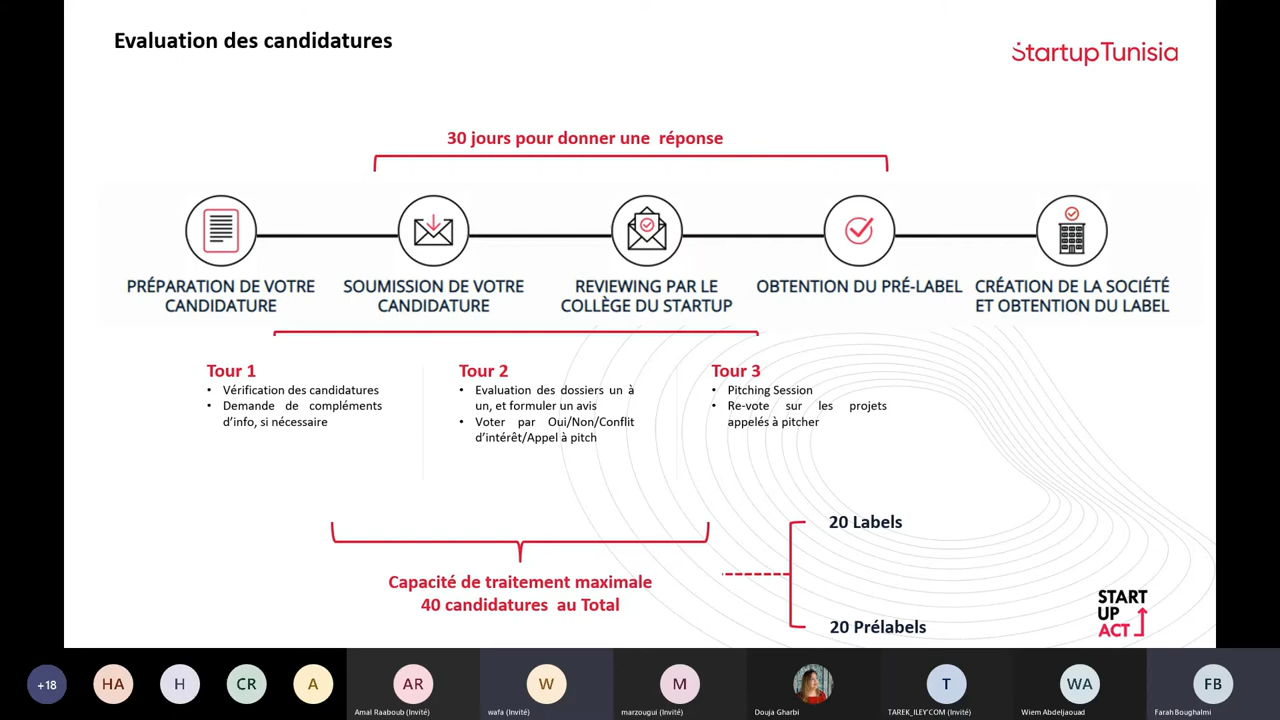 Evaluation des candidatures
StartupTunisia
30 jours pour donner une réponse
PRÉPARATION DE VOTRE
CANDIDATURE
SOUMISSION DE VOTRE
CANDIDATURE
REVIEWING PAR LE
COLLÈGE DU STARTUP
OBTENTION DU PRÉ-LABEL
CRÉATION DE LA SOCIÉTÉ
ET OBTENTION DU LABEL
Tour 1
• Vérification des candidatures
• Demande de compléments
d'info, si nécessaire
Tour 2
• Evaluation des dossiers un à
un, et formuler un avis
• Voter par Oui/Non/Conflit
d'intérêt/Appel à pitch
Tour 3
• Pitching Session
• Re-vote sur les projets
appelés à pitcher
Capacité de traitement maximale
40 candidatures au Total
20 Labels
20 Prélabels
START
UP
ACT
+18
HA
H
CR
A
AR
Amal Raaboub (Invité)
W
wafa (Invité)
M
marzougui (Invité)
Douja Gharbi
T
TAREK_ILEY'COM (Invité)
WA
Wiem Abdeljaouad
FB
Farah Boughalmi